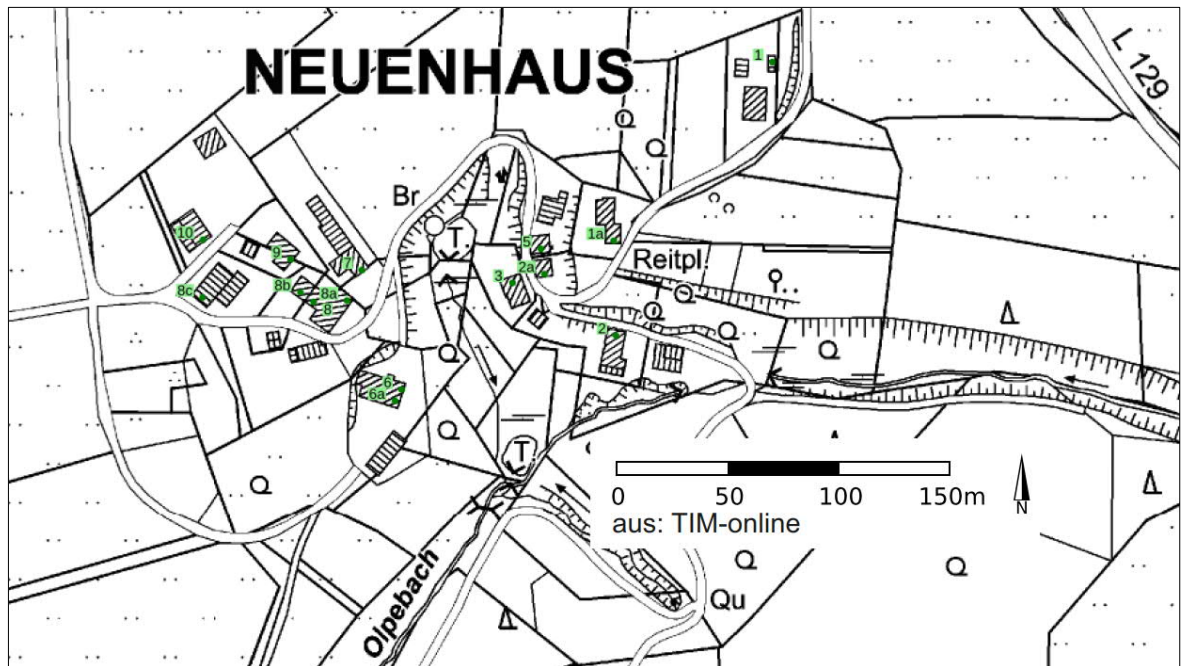 L 129
1
NEUENHAUS
Br
10
9
7
T.
5
1a
Reitpl.
2a
3
8c
8b
8a
8
2
6
6a
T
0 50 100 150m
N
aus: TIM-online
Olpebach
Qu